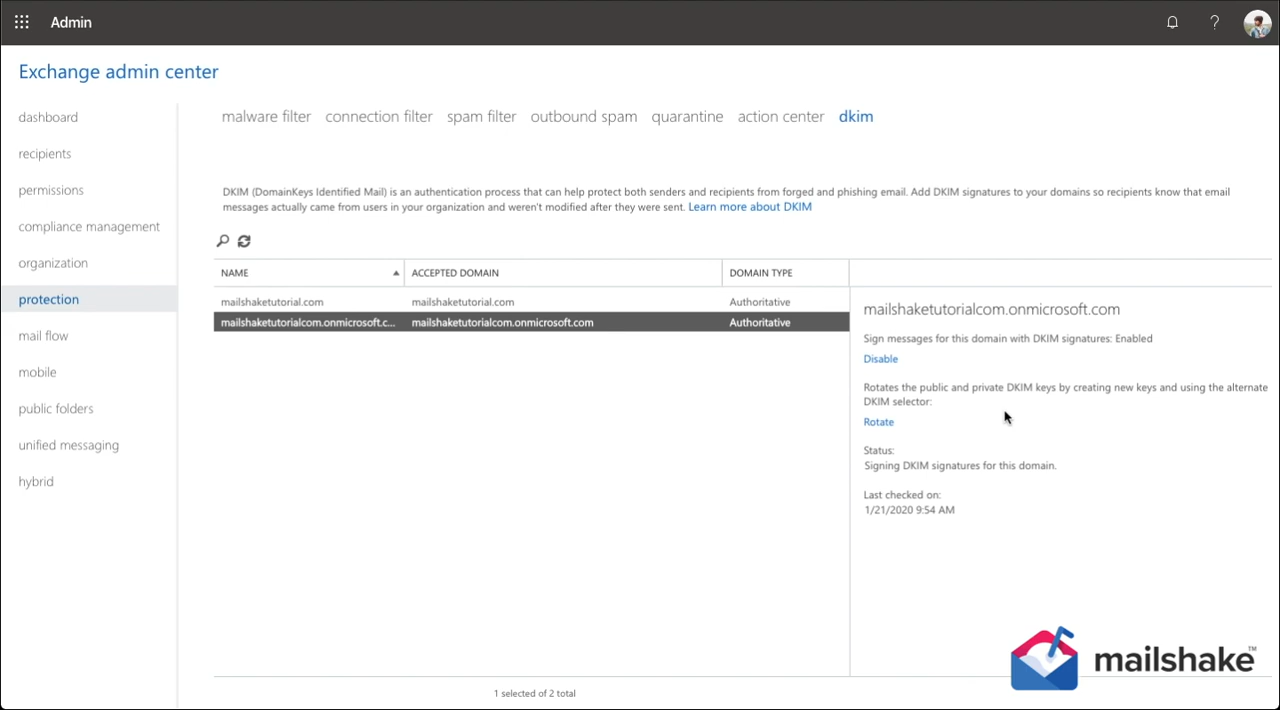 Admin
?
Exchange admin center
dashboard
recipients
permissions
compliance management
organization
protection
mail flow
mobile
public folders
unified messaging
hybrid
malware filter connection filter spam filter outbound spam quarantine action center dkim
DKIM (DomainKeys Identified Mail) is an authentication process that can help protect both senders and recipients from forged and phishing email. Add DKIM signatures to your domains so recipients know that email
messages actually came from users in your organization and weren't modified after they were sent. Learn more about DKIM
NAME ACCEPTED DOMAIN DOMAIN TYPE
mailshaketutorial.com mailshaketutorial.com Authoritative
mailshaketutorialcom.onmicrosoft.c... mailshaketutorialcom.onmicrosoft.com Authoritative
mailshaketutorialcom.onmicrosoft.com
Sign messages for this domain with DKIM signatures: Enabled
Disable
Rotates the public and private DKIM keys by creating new keys and using the alternate
DKIM selector:
Rotate
Status:
Signing DKIM signatures for this domain.
Last checked on:
1/21/2020 9:54 AM
1 selected of 2 total
mailshake™